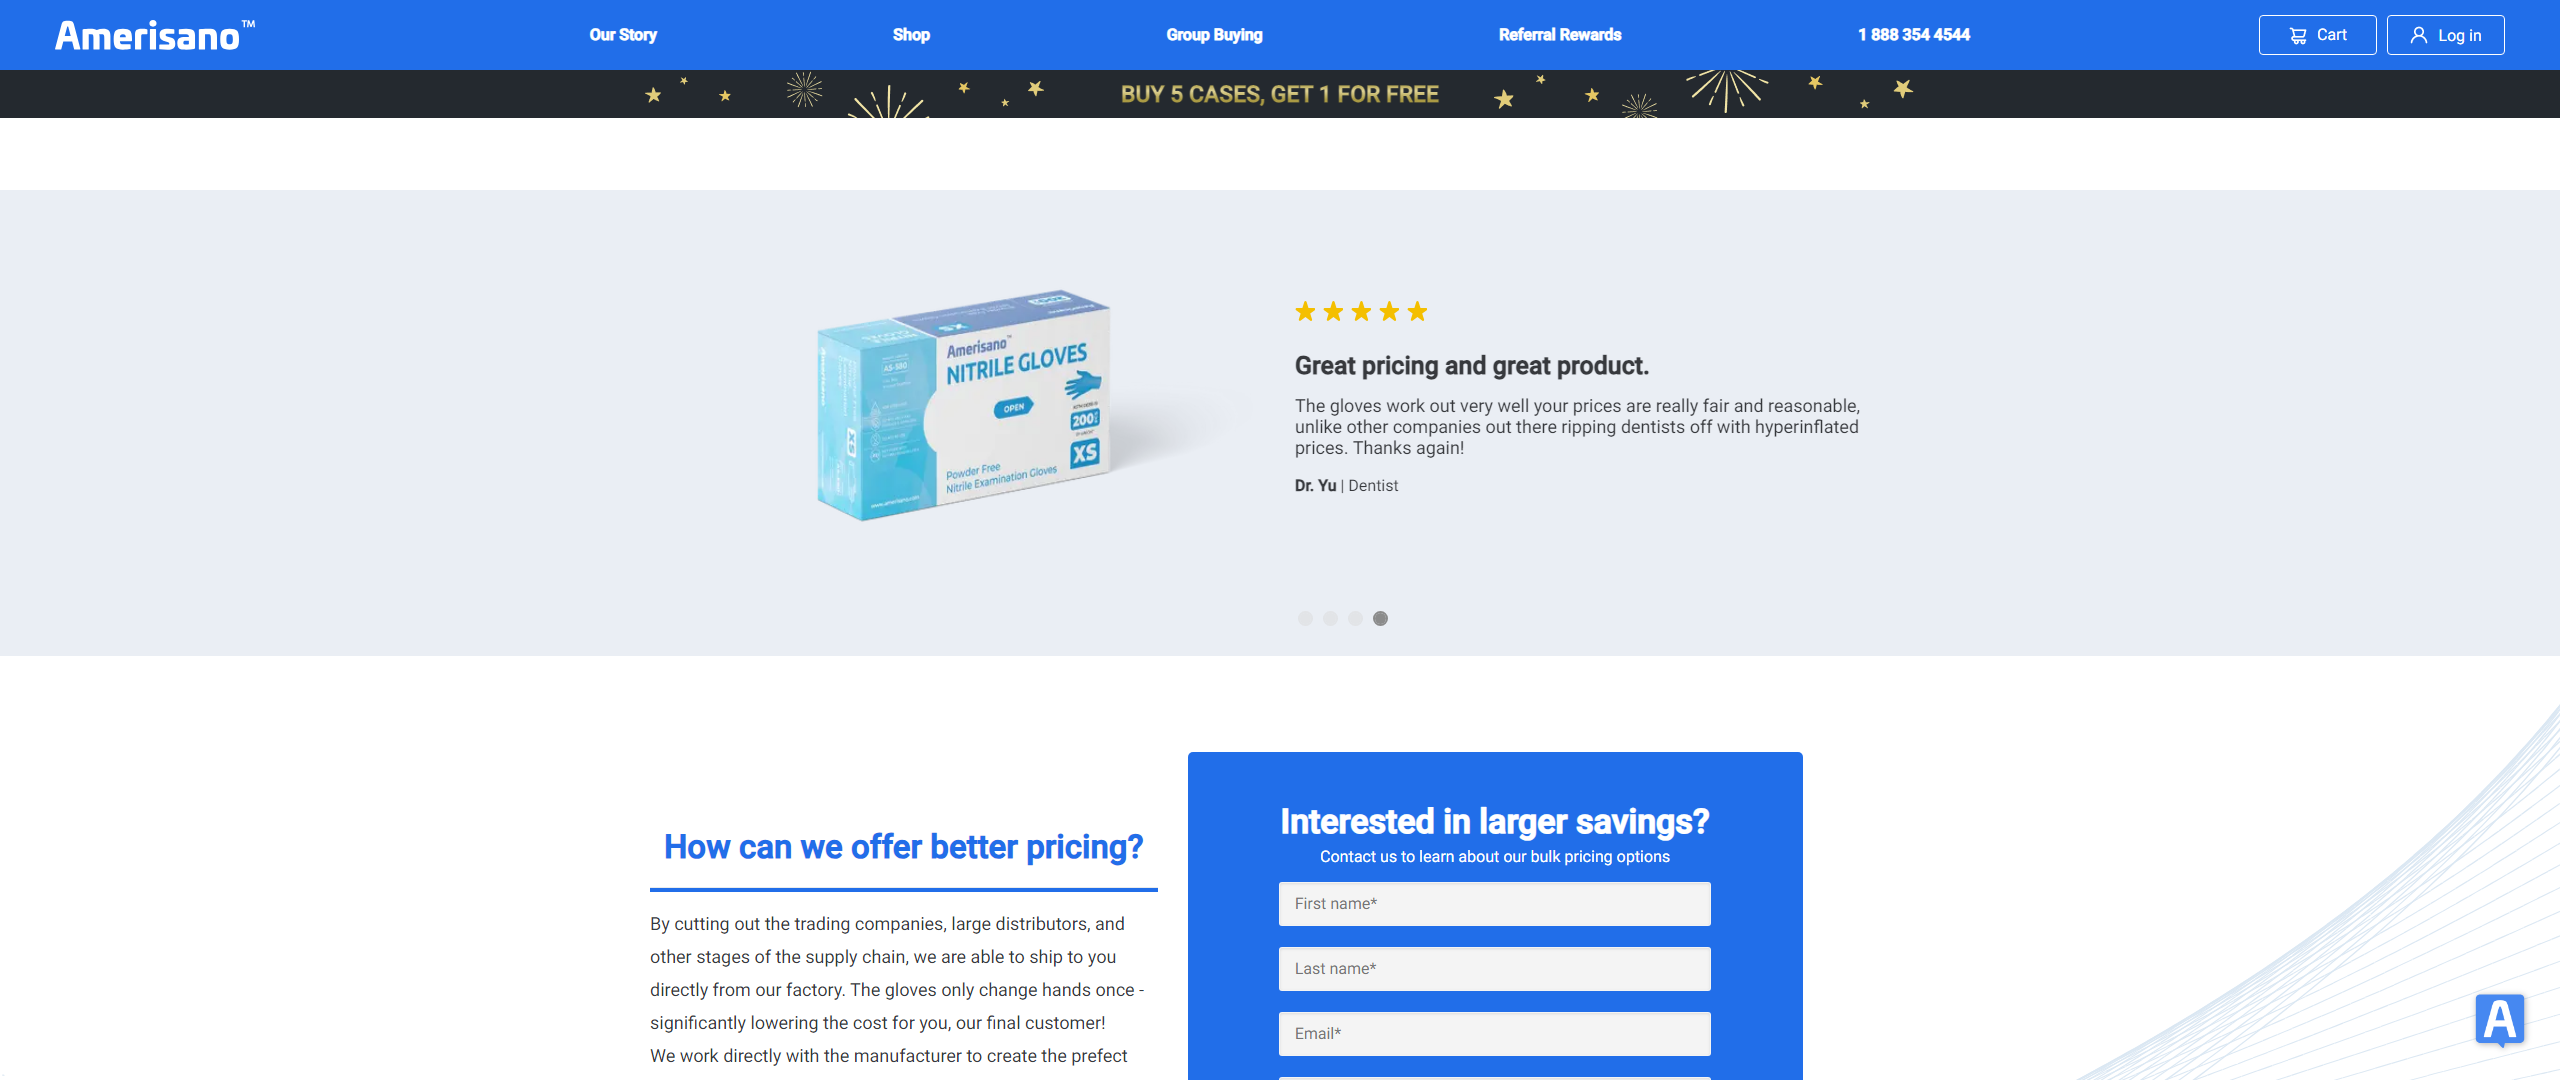 Amerisano™
Our Story
Shop
Group Buying
Referral Rewards
1 888 354 4544
Cart
Log in
BUY 5 CASES, GET 1 FOR FREE
XS
AS-380
Amerisano™
NITRILE GLOVES
OPEN
200
XS
XS
Powder Free
Nitrile Examination Gloves
www.amerisano.com
Great pricing and great product.
The gloves work out very well your prices are really fair and reasonable,
unlike other companies out there ripping dentists off with hyperinflated
prices. Thanks again!
Dr. Yu | Dentist
How can we offer better pricing?
By cutting out the trading companies, large distributors, and
other stages of the supply chain, we are able to ship to you
directly from our factory. The gloves only change hands once -
significantly lowering the cost for you, our final customer!
We work directly with the manufacturer to create the prefect
Interested in larger savings?
Contact us to learn about our bulk pricing options
First name*
Last name*
Email*
A